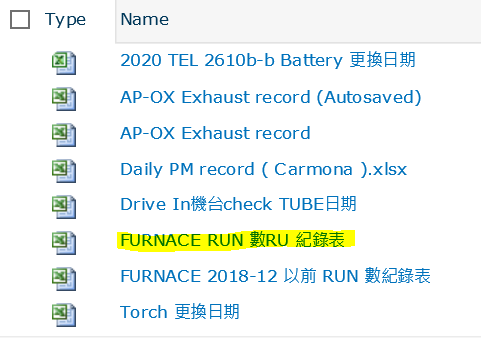 Type Name
2020 TEL 2610b-b Battery 更換日期
AP-OX Exhaust record (Autosaved)
AP-OX Exhaust record
Daily PM record ( Carmona ).xlsx
Drive In機台check TUBE日期
FURNACE RUN 數RU 紀錄表
FURNACE 2018-12 以前 RUN 數紀錄表
Torch 更換日期